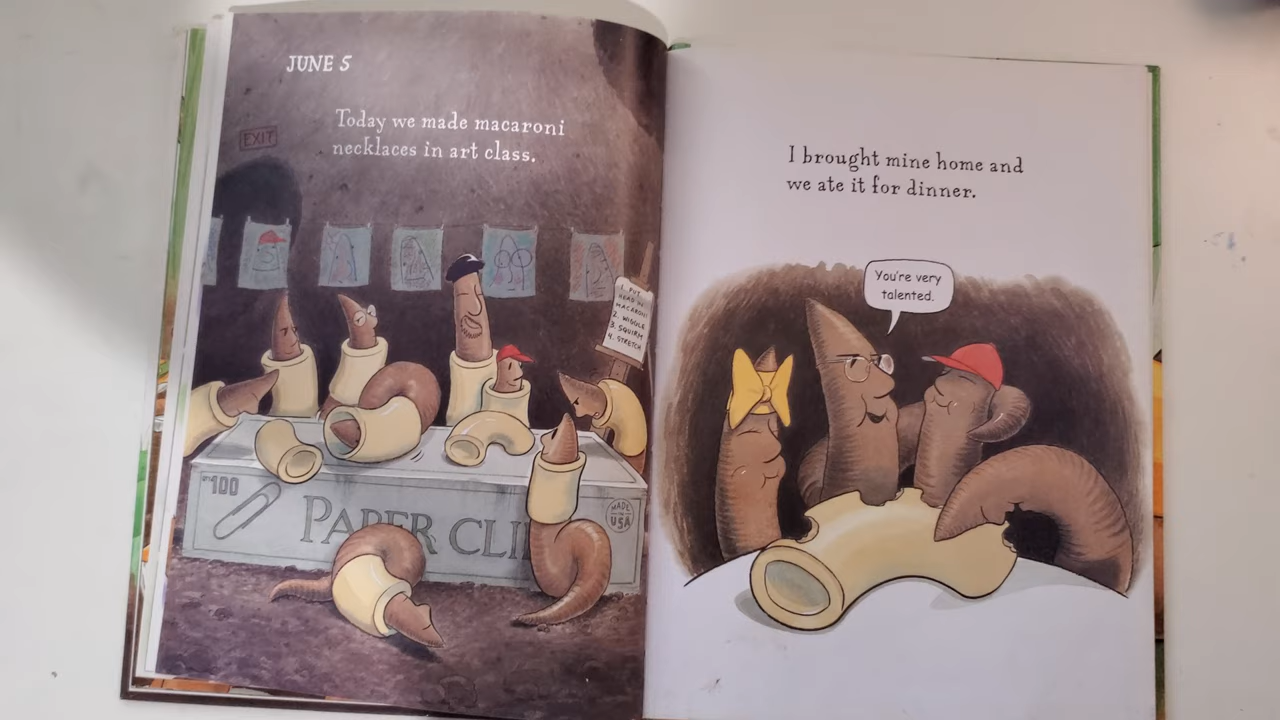 JUNE 5
Today we made macaroni
necklaces in art class.
EXIT
1. PUT
HEAD IN
MACARONI
2. WIGGLE
3. SQUIRM
4. STRETCH
100
PAPER CLI
MADE
IN
USA
I brought mine home and
we ate it for dinner.
You're very
talented.